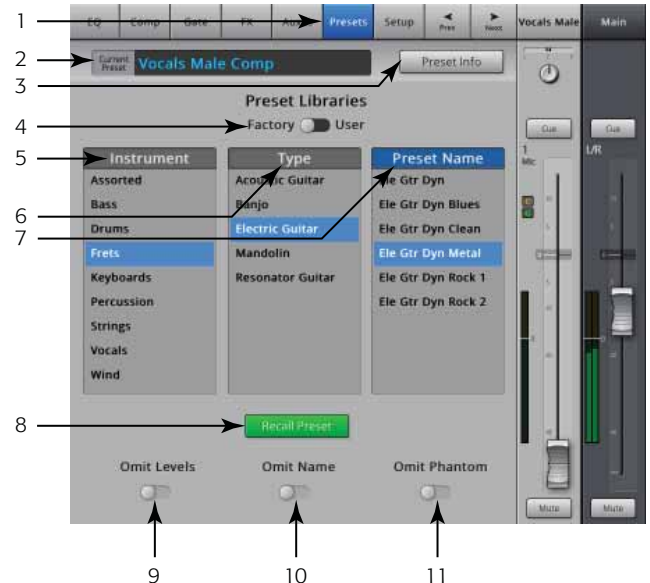 1 EQ Comp Gate FX Aux Presets Setup Prev Next Vocals Male Main
2 Current Preset Vocals Male Comp Preset Info
3
Preset Libraries
4 Factory User
Cue Cue
5 Instrument Type Preset Name
1 Mic L/R
Assorted Acoustic Guitar Ele Gtr Dyn
6 Bass Banjo Ele Gtr Dyn Blues
7 Drums Electric Guitar Ele Gtr Dyn Clean
Frets Mandolin Ele Gtr Dyn Metal
Keyboards Resonator Guitar Ele Gtr Dyn Rock 1
Percussion Ele Gtr Dyn Rock 2
Strings
Vocals
Wind
8 Recall Preset
Omit Levels Omit Name Omit Phantom
Mute Mute
9 10 11